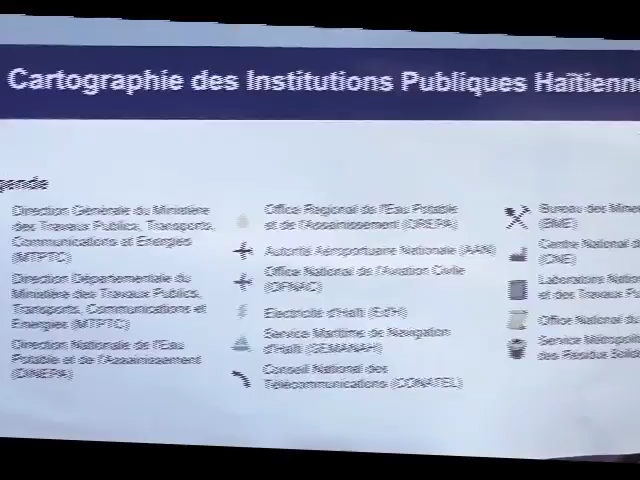 Cartographie des Institutions Publiques Haïtienne
gende
Direction Générale du Ministère
des Travaux Publics, Transports,
Communications et Energies
(MTPTC)
Direction Départementale du
Ministère des Travaux Publics,
Transports, Communications et
Energies (MTPTC)
Direction Nationale de l'Eau
Potable et de l'Assainissement
(DINEPA)
Office Regional de l'Eau Potable
et de l'Assainissement (OREPA)
Autorité Aéroportuaire Nationale (AAN)
Office National de l'Aviation Civile
(OFNAC)
Electricité d'Haïti (EdH)
Service Maritime de Navigation
d'Haïti (SEMANAH)
Conseil National des
Télécommunications (CONATEL)
Bureau des Mines
(BME)
Centre National d
(CNE)
Laboratoire Nation
et des Travaux Pu
Office National du
Service Métropolit
des Résidus Solid